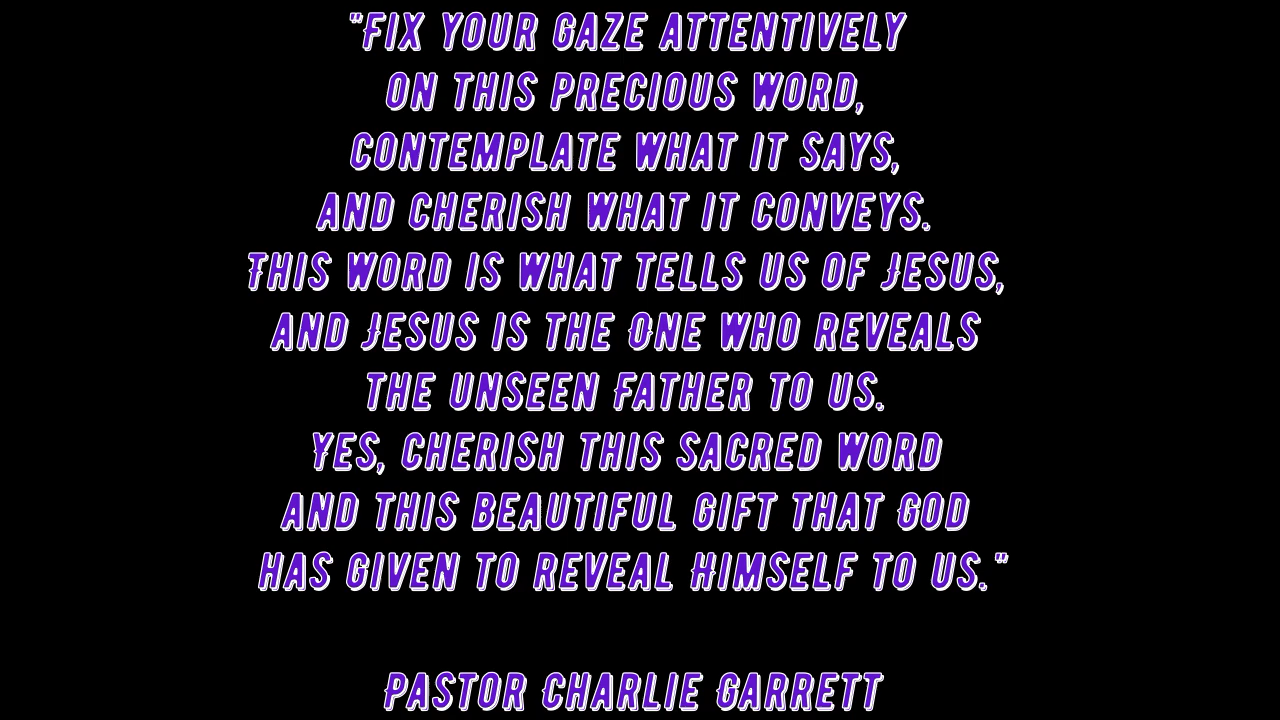 "Fix your gaze attentively
on this precious Word,
contemplate what it says,
and cherish what it conveys.
This Word is what tells us of Jesus,
and Jesus is the One who reveals
the unseen Father to us.
Yes, cherish this sacred Word
and this beautiful gift that God
has given to reveal Himself to us."
Pastor Charlie Garrett